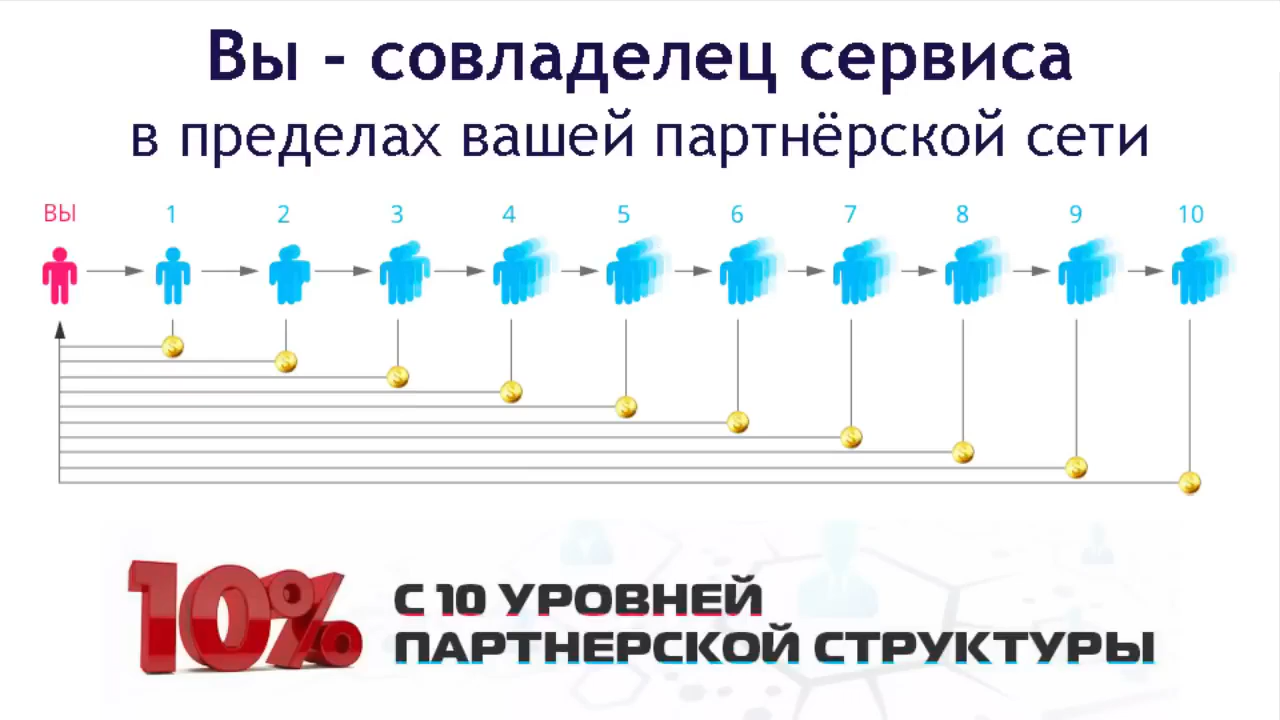 Вы - совладелец сервиса
в пределах вашей партнёрской сети
ВЫ 1 2 3 4 5 6 7 8 9 10
10% С 10 УРОВНЕЙ
ПАРТНЕРСКОЙ СТРУКТУРЫ